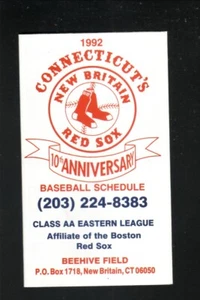 1992
CONNECTICUT'S
NEW BRITAIN
RED SOX
10th ANNIVERSARY
BASEBALL SCHEDULE
(203) 224-8383
CLASS AA EASTERN LEAGUE
Affiliate of the Boston
Red Sox
BEEHIVE FIELD
P.O. Box 1718, New Britain, CT 06050